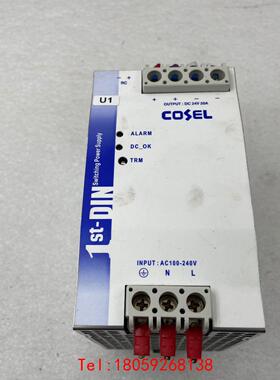 + -
RC
+ + - -
OUTPUT : DC 24V 20A
U1
COSEL
ALARM
DC_OK
TRM
1st-DIN
Switching Power Supply
INPUT : AC100-240V
N L
Tel:18059268138